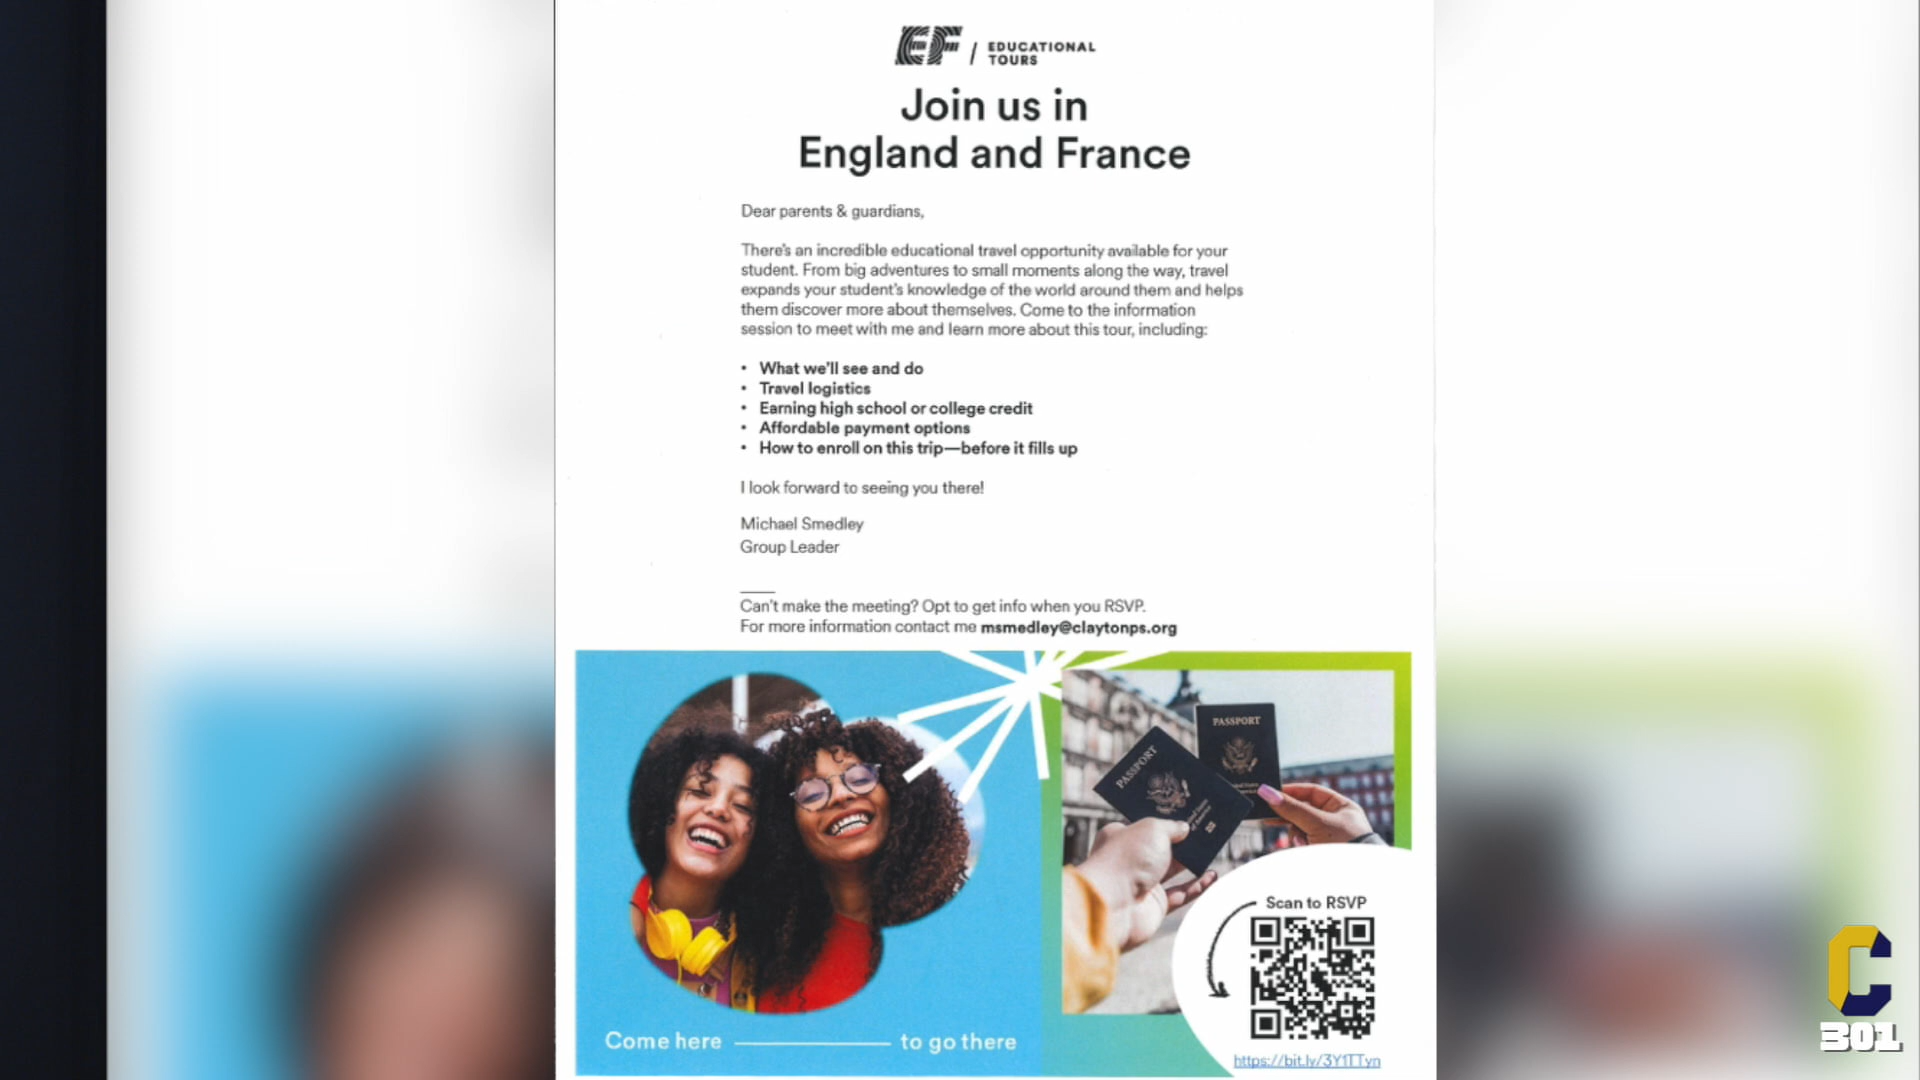 EF / EDUCATIONAL TOURS
Join us in
England and France
Dear parents & guardians,
There's an incredible educational travel opportunity available for your
student. From big adventures to small moments along the way, travel
expands your student's knowledge of the world around them and helps
them discover more about themselves. Come to the information
session to meet with me and learn more about this tour, including:
• What we'll see and do
• Travel logistics
• Earning high school or college credit
• Affordable payment options
• How to enroll on this trip—before it fills up
I look forward to seeing you there!
Michael Smedley
Group Leader
Can't make the meeting? Opt to get info when you RSVP.
For more information contact me msmedley@claytonps.org
PASSPORT
PASSPORT
United States
of America
Scan to RSVP
Come here ________ to go there
https://bit.ly/3Y1TTyn
C
301